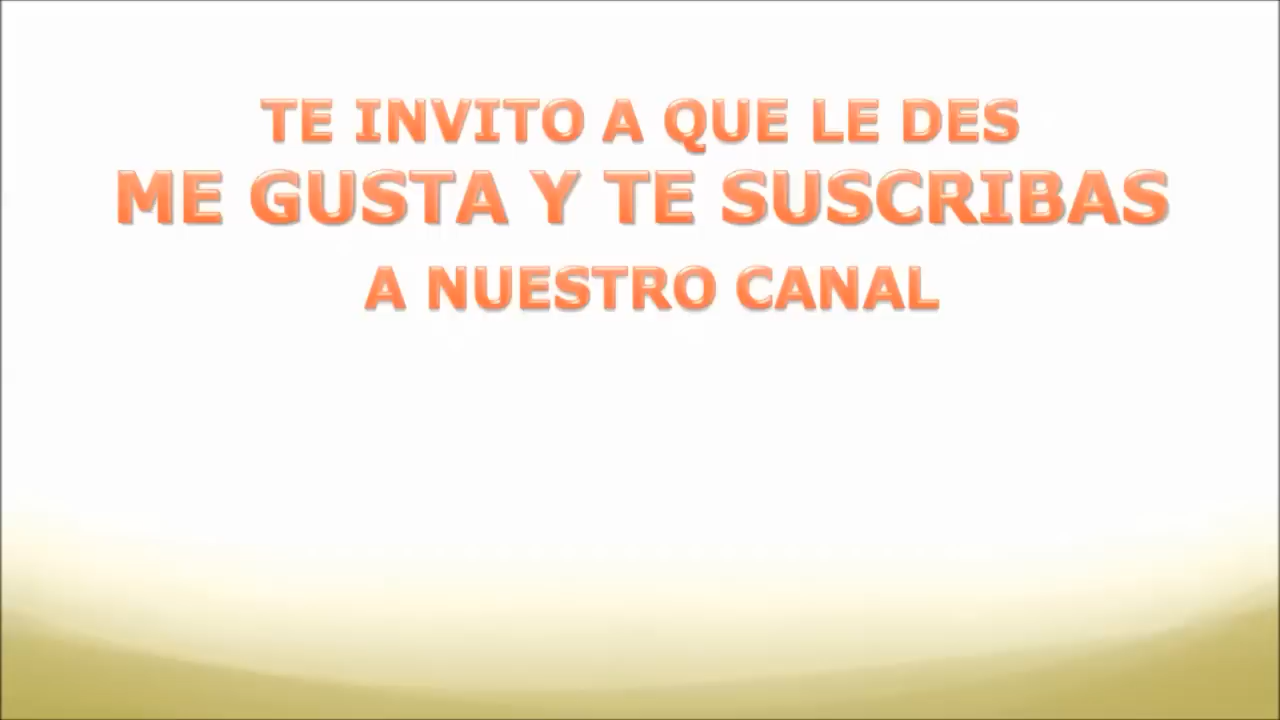 TE INVITO A QUE LE DES
ME GUSTA Y TE SUSCRIBAS
A NUESTRO CANAL